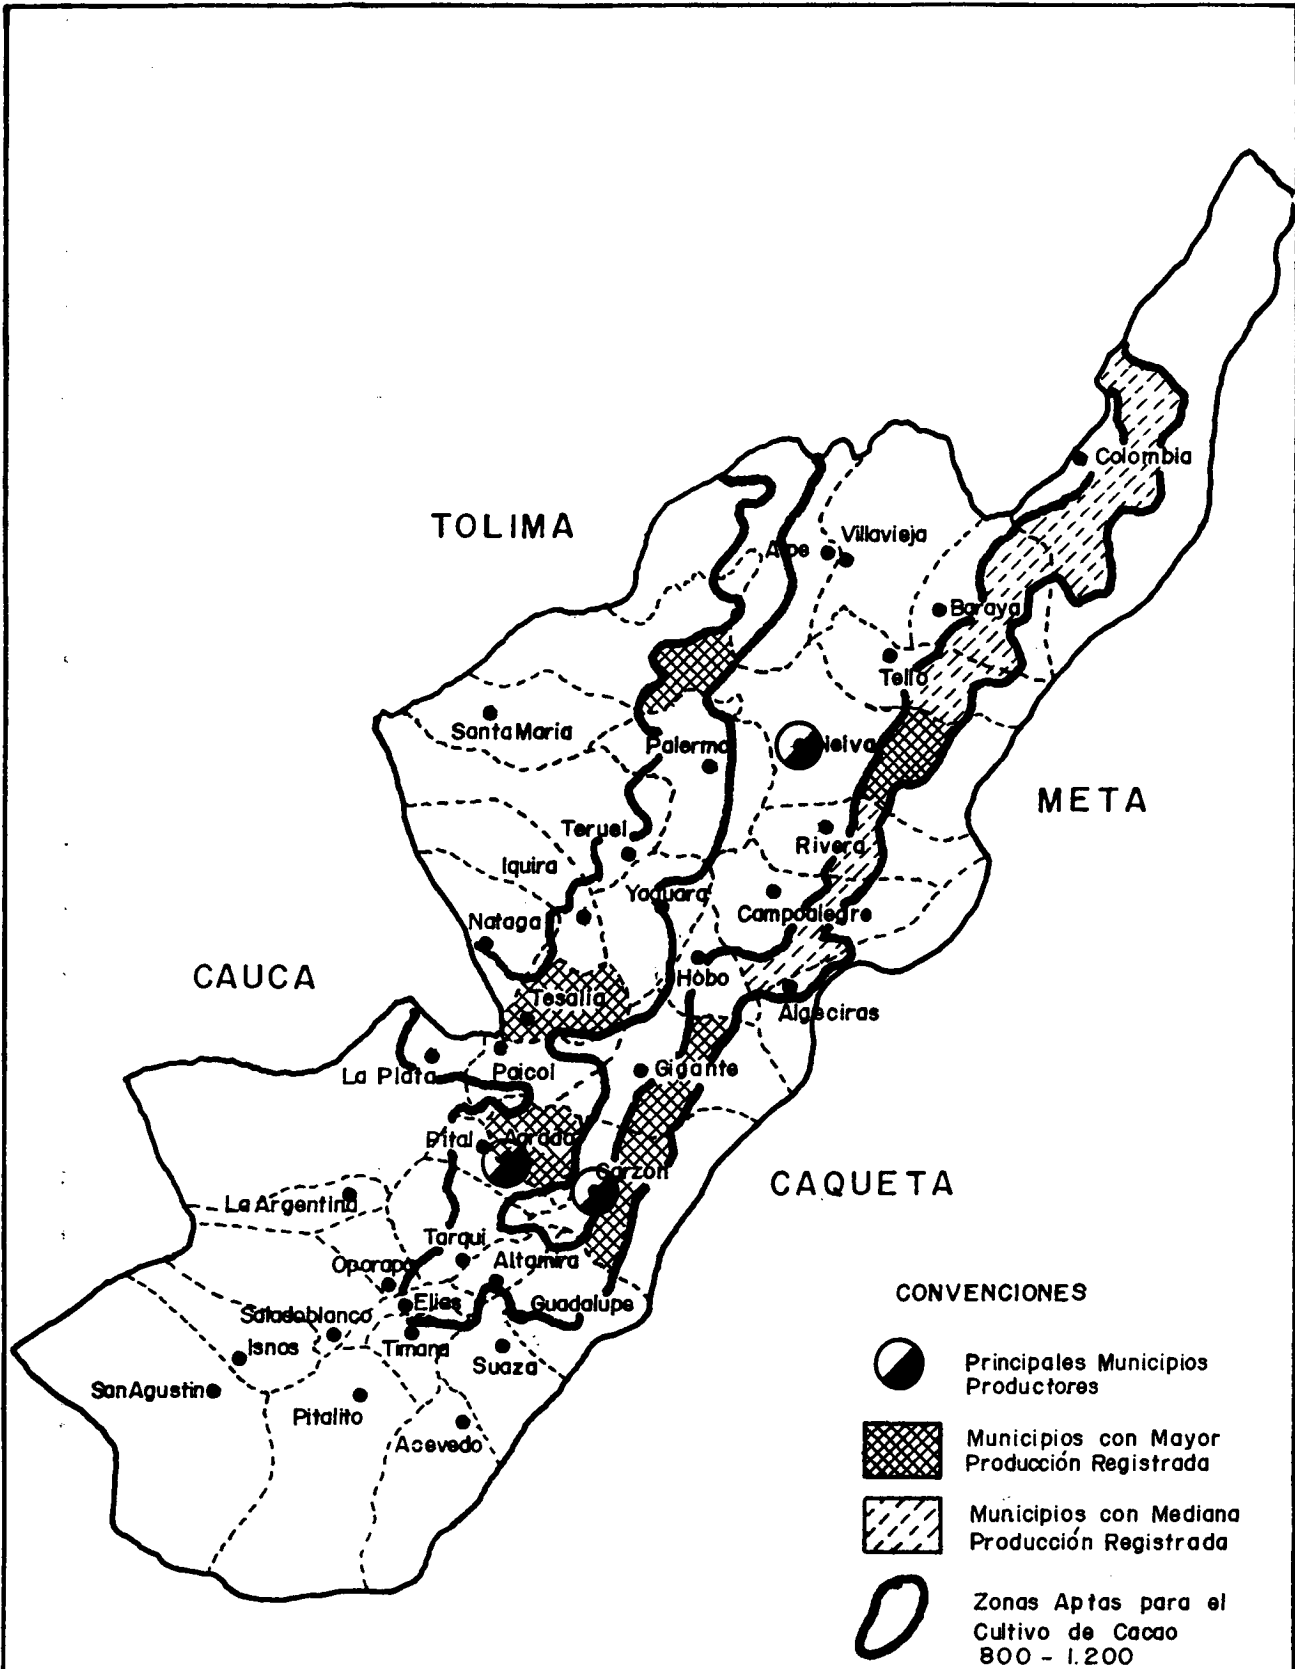 Colombia
TOLIMA
Villavieja
Aipe
Baraya
Tello
Santa Maria
Palermo
Neiva
META
Teruel
Rivera
Iquira
Yaguara
Campoalegre
Nataga
CAUCA
Hobo
Tesalia
Algeciras
La Plata
Paicol
Gigante
Pital
Agrado
Garzon
CAQUETA
La Argentina
Tarqui
Oporapa
Altamira
Elias
Guadalupe
Saladoblanco
Isnos
Timana
Suaza
San Agustin
Pitalito
Acevedo
CONVENCIONES
Principales Municipios
Productores
Municipios con Mayor
Producción Registrada
Municipios con Mediana
Producción Registrada
Zonas Aptas para el
Cultivo de Cacao
800 - 1.200